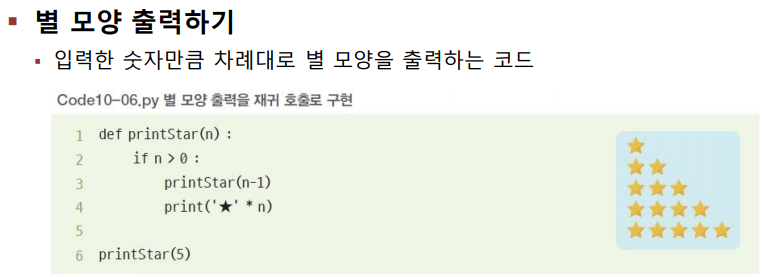 ▪ 별 모양 출력하기
▪ 입력한 숫자만큼 차례대로 별 모양을 출력하는 코드
Code10-06.py 별 모양 출력을 재귀 호출로 구현
1 def printStar(n) :
2     if n > 0 :
3         printStar(n-1)
4         print('★' * n)
5
6 printStar(5)